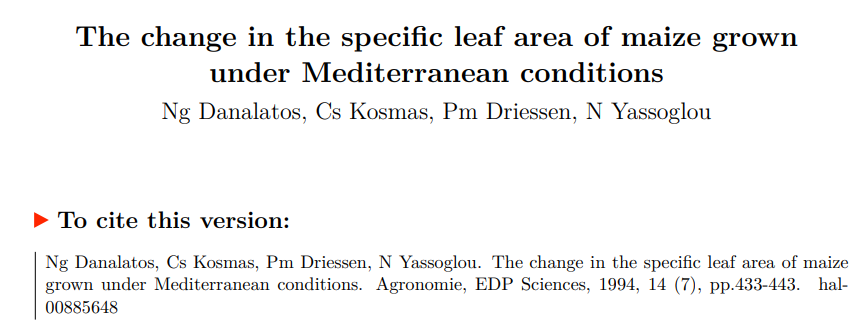 The change in the specific leaf area of maize grown
under Mediterranean conditions
Ng Danalatos, Cs Kosmas, Pm Driessen, N Yassoglou
To cite this version:
Ng Danalatos, Cs Kosmas, Pm Driessen, N Yassoglou. The change in the specific leaf area of maize
grown under Mediterranean conditions. Agronomie, EDP Sciences, 1994, 14 (7), pp.433-443. hal-
00885648